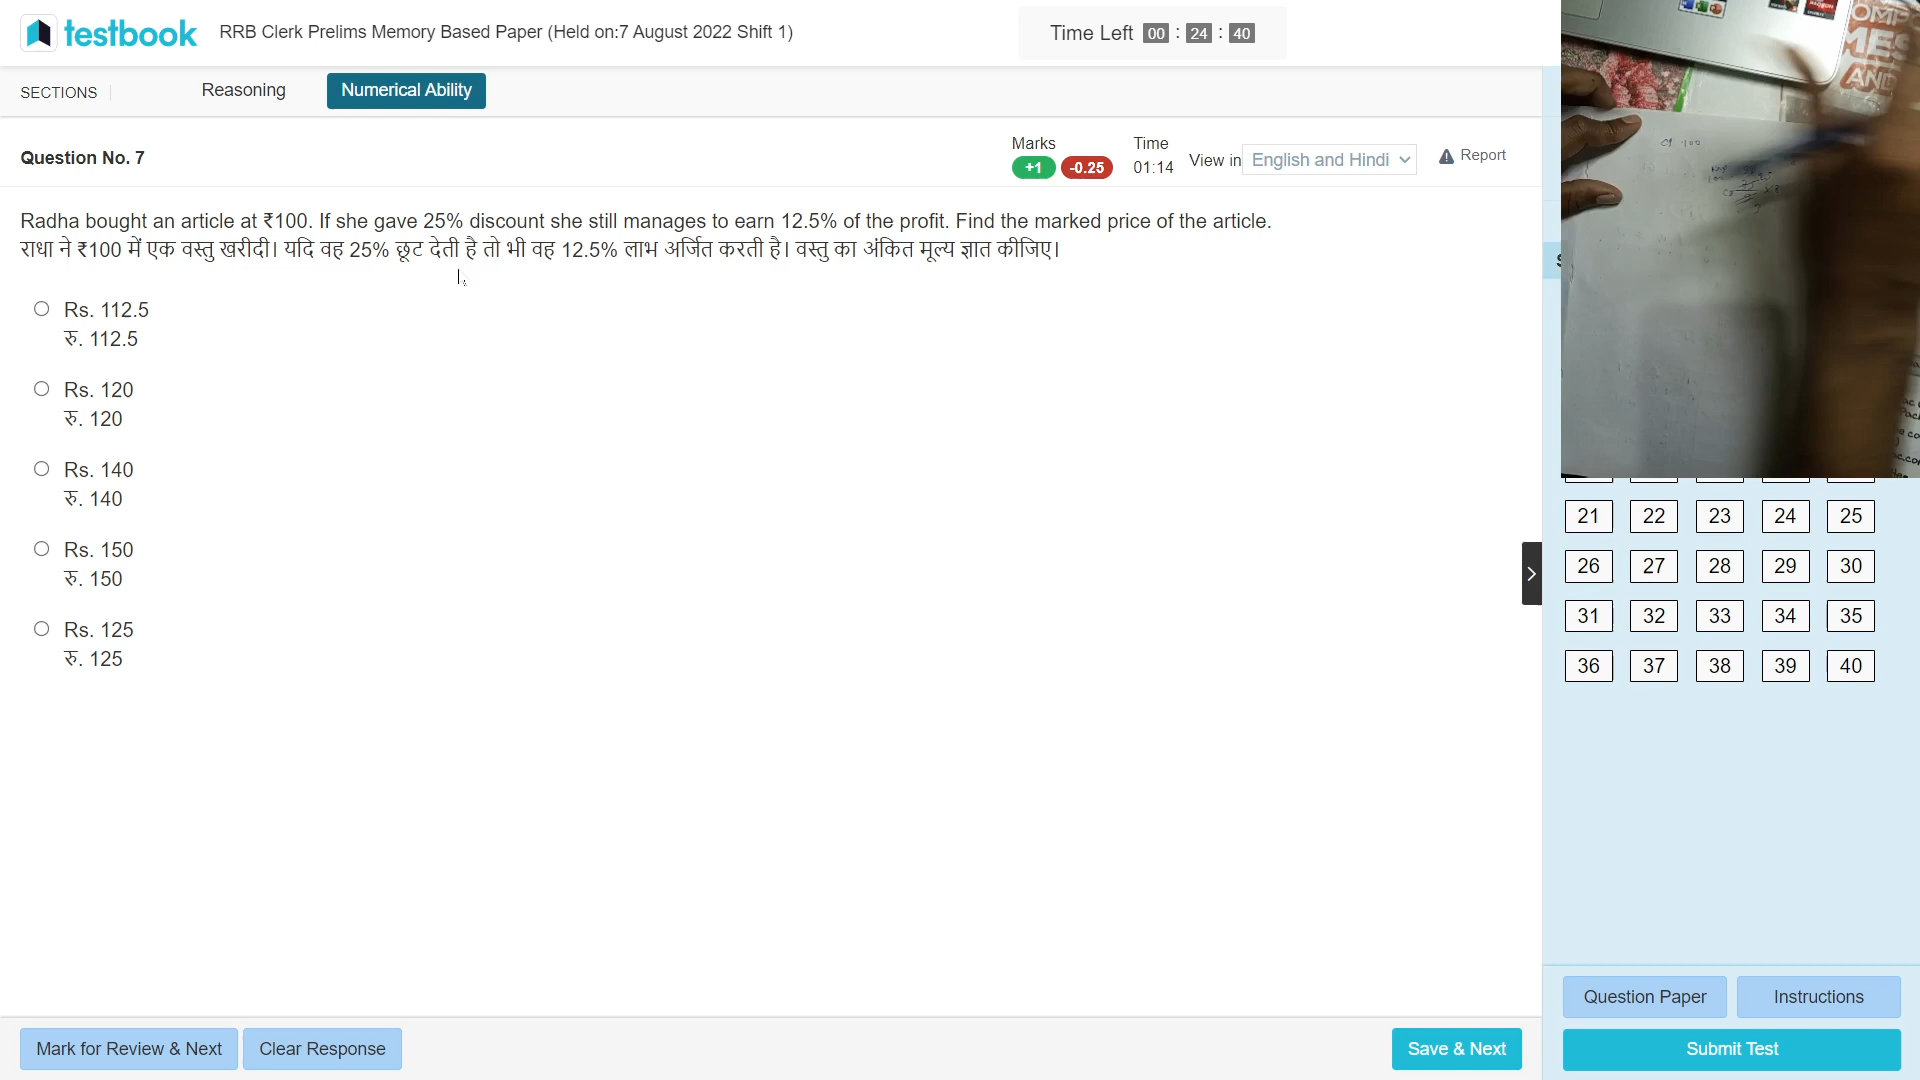 testbook
RRB Clerk Prelims Memory Based Paper (Held on:7 August 2022 Shift 1)
Time Left 00 : 24 : 40
SECTIONS
Reasoning
Numerical Ability
Question No. 7
Marks
+1
-0.25
Time
01:14
View in
English and Hindi
Report
Radha bought an article at ₹100. If she gave 25% discount she still manages to earn 12.5% of the profit. Find the marked price of the article.
राधा ने ₹100 में एक वस्तु खरीदी। यदि वह 25% छूट देती है तो भी वह 12.5% लाभ अर्जित करती है। वस्तु का अंकित मूल्य ज्ञात कीजिए।
Rs. 112.5
रु. 112.5
Rs. 120
रु. 120
Rs. 140
रु. 140
Rs. 150
रु. 150
Rs. 125
रु. 125
21 22 23 24 25
26 27 28 29 30
31 32 33 34 35
36 37 38 39 40
Question Paper
Instructions
Mark for Review & Next
Clear Response
Save & Next
Submit Test